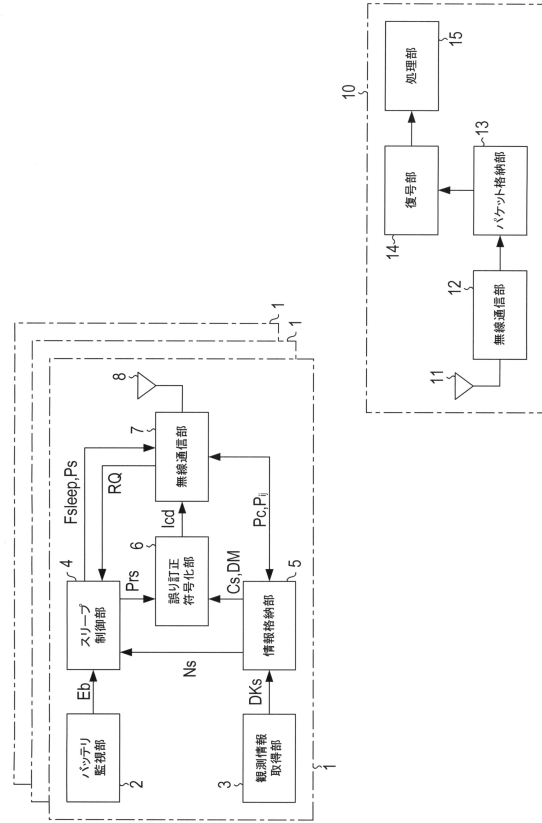 1
1
1
バッテリ
監視部
2
Eb
スリープ
制御部
4
Fsleep,Ps
RQ
Prs
誤り訂正
符号化部
6
Icd
無線通信部
7
8
観測情報
取得部
3
DKs
情報格納部
5
Ns
Cs,DM
Pc,Pij
10
11
無線通信部
12
パケット格納部
13
復号部
14
処理部
15